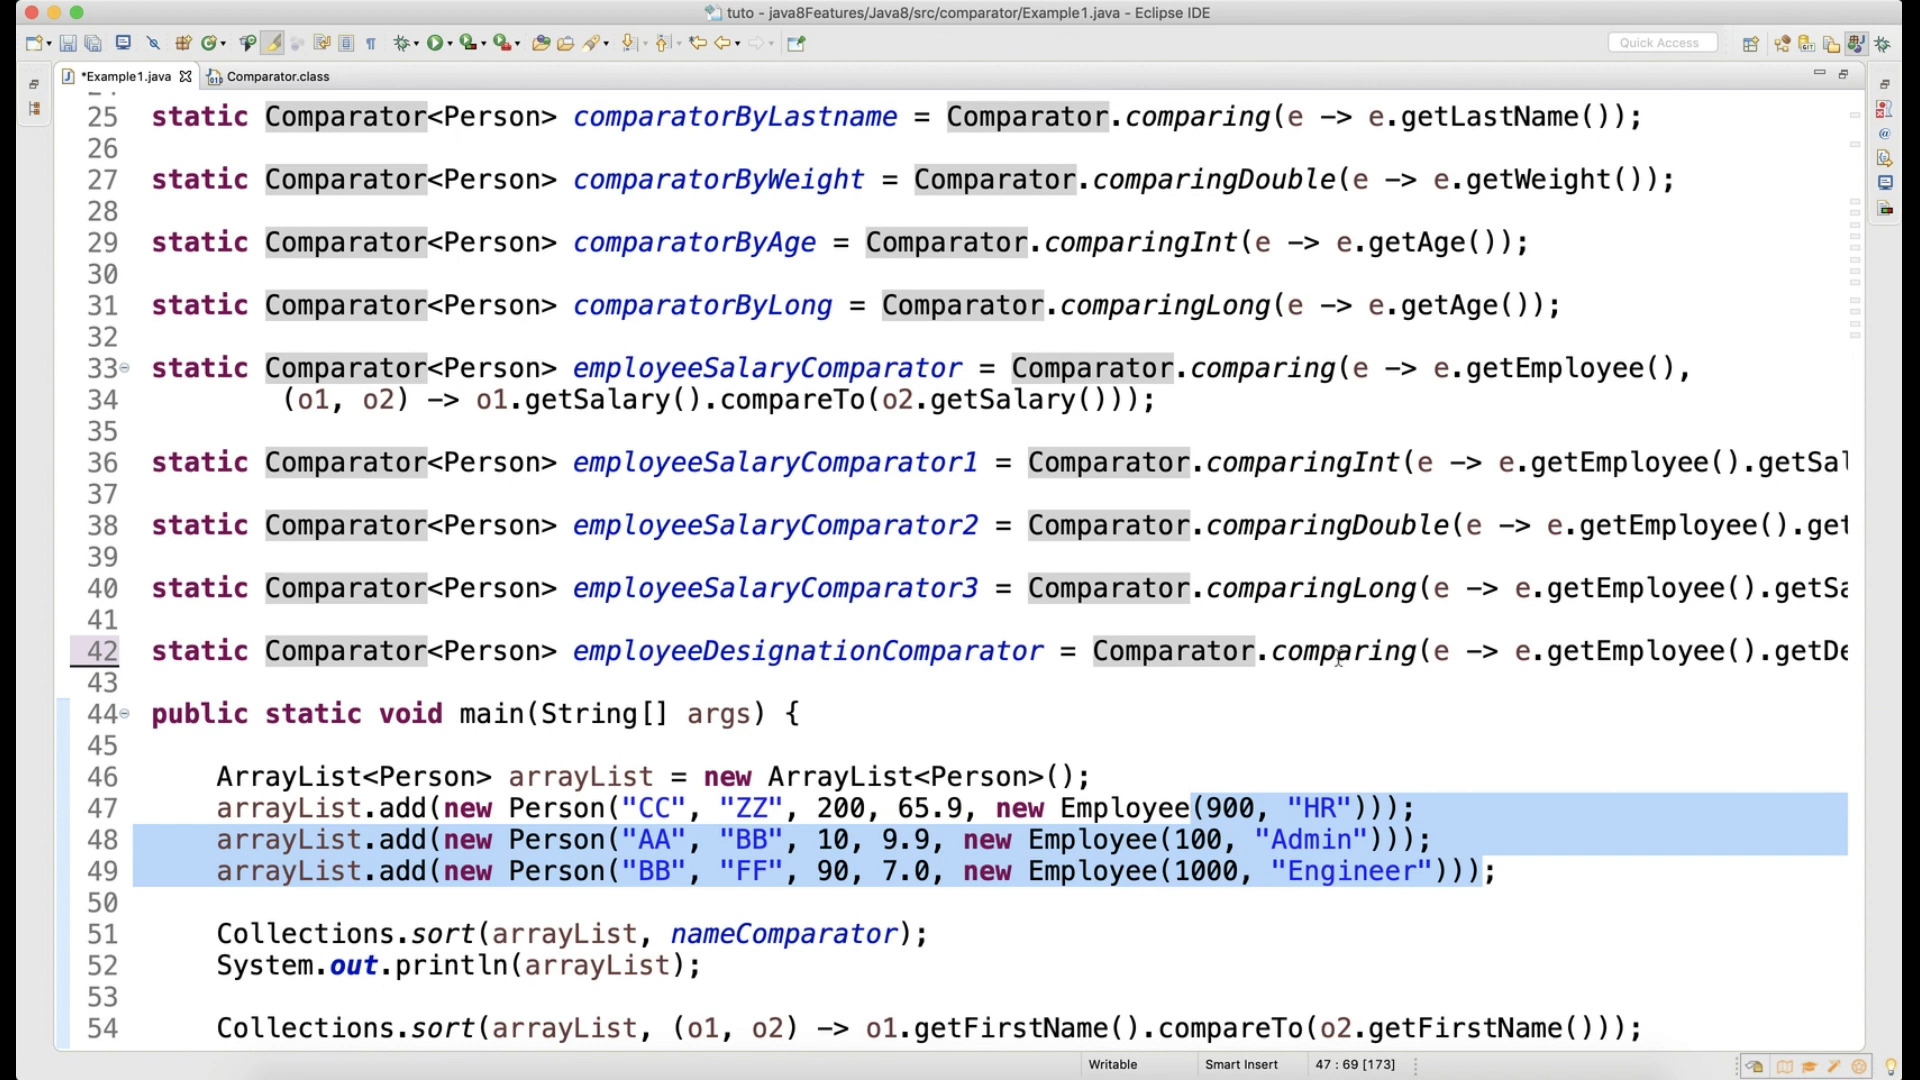 tuto - java8Features/Java8/src/comparator/Example1.java - Eclipse IDE
Quick Access
*Example1.java
Comparator.class
25 static Comparator<Person> comparatorByLastname = Comparator.comparing(e -> e.getLastName());
26
27 static Comparator<Person> comparatorByWeight = Comparator.comparingDouble(e -> e.getWeight());
28
29 static Comparator<Person> comparatorByAge = Comparator.comparingInt(e -> e.getAge());
30
31 static Comparator<Person> comparatorByLong = Comparator.comparingLong(e -> e.getAge());
32
33 static Comparator<Person> employeeSalaryComparator = Comparator.comparing(e -> e.getEmployee(),
34 (o1, o2) -> o1.getSalary().compareTo(o2.getSalary()));
35
36 static Comparator<Person> employeeSalaryComparator1 = Comparator.comparingInt(e -> e.getEmployee().getSal
37
38 static Comparator<Person> employeeSalaryComparator2 = Comparator.comparingDouble(e -> e.getEmployee().get
39
40 static Comparator<Person> employeeSalaryComparator3 = Comparator.comparingLong(e -> e.getEmployee().getSa
41
42 static Comparator<Person> employeeDesignationComparator = Comparator.comparing(e -> e.getEmployee().getDe
43
44 public static void main(String[] args) {
45
46 ArrayList<Person> arrayList = new ArrayList<Person>();
47 arrayList.add(new Person("CC", "ZZ", 200, 65.9, new Employee(900, "HR")));
48 arrayList.add(new Person("AA", "BB", 10, 9.9, new Employee(100, "Admin")));
49 arrayList.add(new Person("BB", "FF", 90, 7.0, new Employee(1000, "Engineer")));
50
51 Collections.sort(arrayList, nameComparator);
52 System.out.println(arrayList);
53
54 Collections.sort(arrayList, (o1, o2) -> o1.getFirstName().compareTo(o2.getFirstName()));
Writable
Smart Insert
47 : 69 [173]